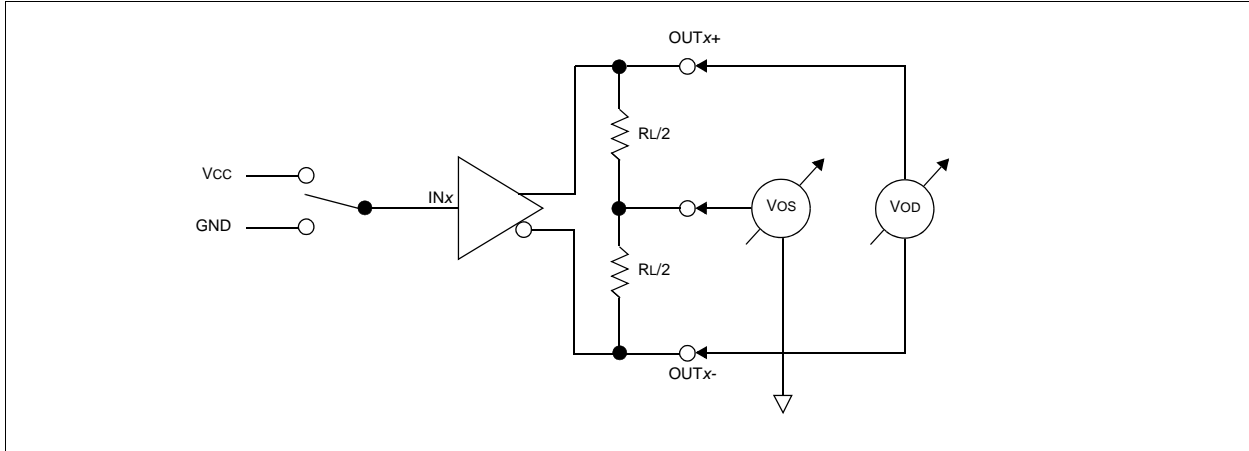 OUTx+
RL/2
VCC
INx
VOS
VOD
GND
RL/2
OUTx-